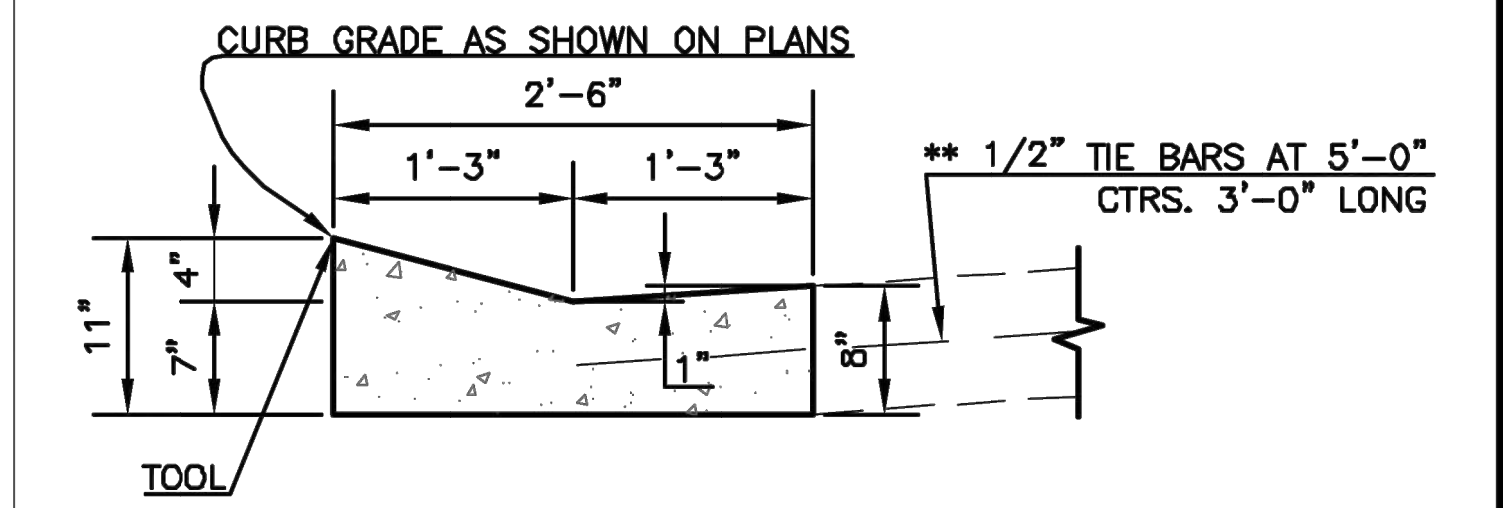 CURB GRADE AS SHOWN ON PLANS
2'-6"
1'-3"
1'-3"
** 1/2" TIE BARS AT 5'-0"
CTRS. 3'-0" LONG
4"
11"
7"
1"
8"
TOOL